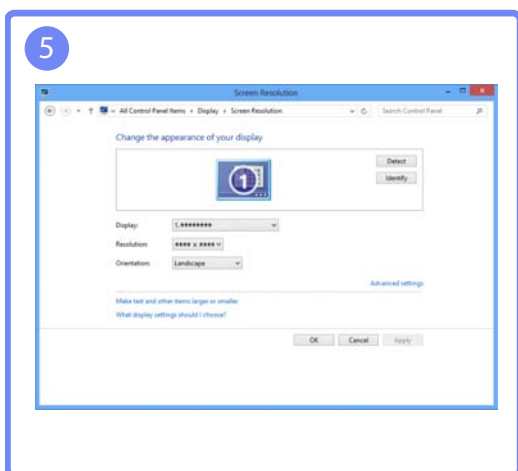 5
Screen Resolution
« All Control Panel Items ▸ Display ▸ Screen Resolution
Search Control Panel
Change the appearance of your display
1
Detect
Identify
Display: 1.********
Resolution: **** x ****
Orientation: Landscape
Advanced settings
Make text and other items larger or smaller
What display settings should I choose?
OK Cancel Apply